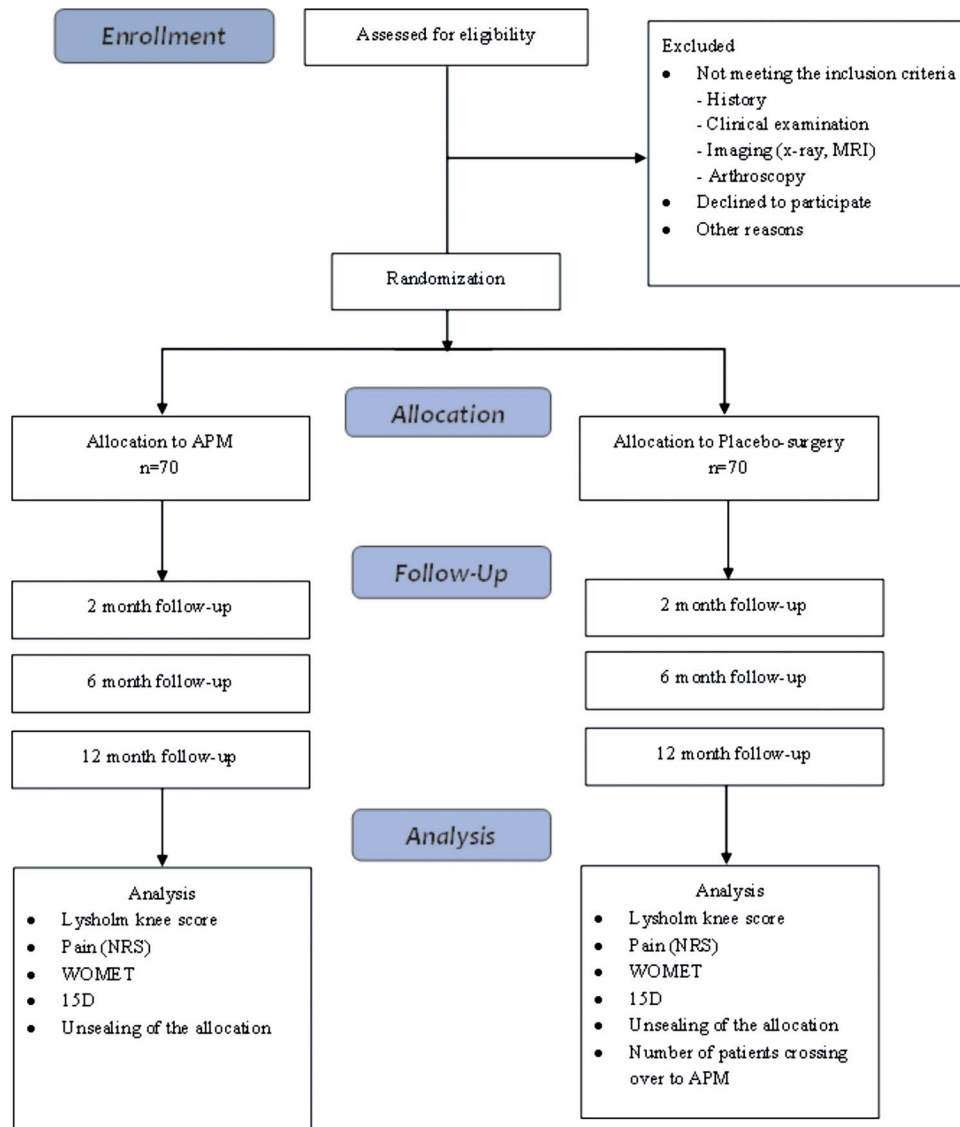 Enrollment
Assessed for eligibility
Excluded
● Not meeting the inclusion criteria
- History
- Clinical examination
- Imaging (x-ray, MRI)
- Arthroscopy
● Declined to participate
● Other reasons
Randomization
Allocation
Allocation to APM
n=70
Allocation to Placebo-surgery
n=70
Follow-Up
2 month follow-up
6 month follow-up
12 month follow-up
2 month follow-up
6 month follow-up
12 month follow-up
Analysis
Analysis
● Lysholm knee score
● Pain (NRS)
● WOMET
● 15D
● Unsealing of the allocation
Analysis
● Lysholm knee score
● Pain (NRS)
● WOMET
● 15D
● Unsealing of the allocation
● Number of patients crossing
over to APM